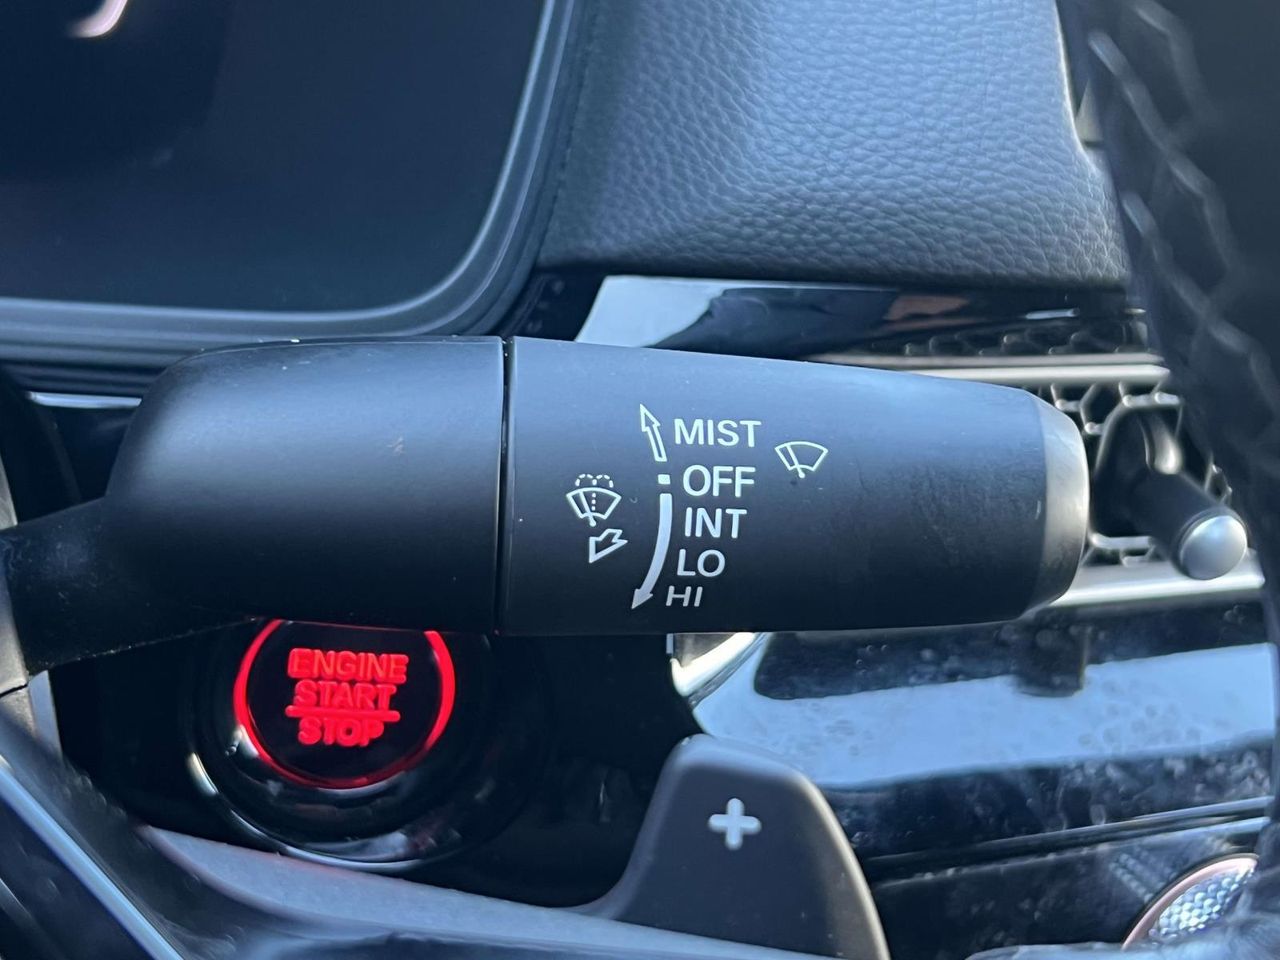 MIST
OFF
INT
LO
HI
ENGINE
START
STOP
+